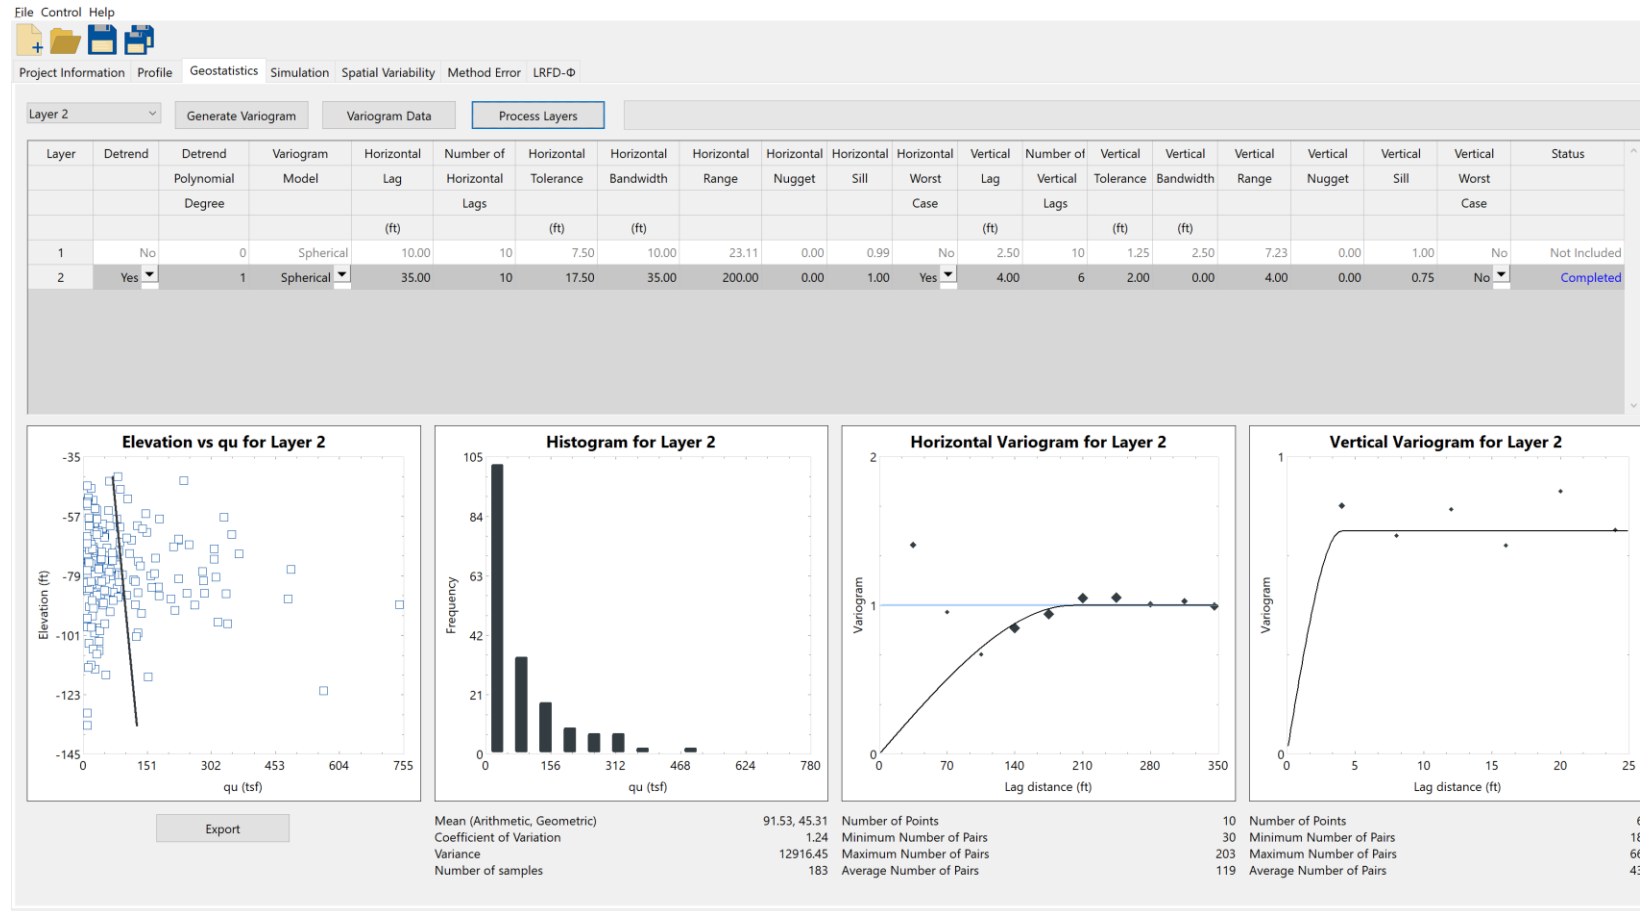 File Control Help
Project Information Profile Geostatistics Simulation Spatial Variability Method Error LRFD-Φ
Layer 2 Generate Variogram Variogram Data Process Layers
Layer Detrend Detrend Variogram Horizontal Number of Horizontal Horizontal Horizontal Horizontal Horizontal Horizontal Vertical Number of Vertical Vertical Vertical Vertical Vertical Vertical Status
Polynomial Model Lag Horizontal Tolerance Bandwidth Range Nugget Sill Worst Lag Vertical Tolerance Bandwidth Range Nugget Sill Worst
Degree Lags Case Lags Case
(ft) (ft) (ft) (ft) (ft) (ft)
1 No 0 Spherical 10.00 10 7.50 10.00 23.11 0.00 0.99 No 2.50 10 1.25 2.50 7.23 0.00 1.00 No Not Included
2 Yes 1 Spherical 35.00 10 17.50 35.00 200.00 0.00 1.00 Yes 4.00 6 2.00 0.00 4.00 0.00 0.75 No Completed
Elevation vs qu for Layer 2
-35
-57
-79
-101
-123
-145
Elevation (ft)
0 151 302 453 604 755
qu (tsf)
Export
Histogram for Layer 2
105
84
63
42
21
0
Frequency
0 156 312 468 624 780
qu (tsf)
Mean (Arithmetic, Geometric) 91.53, 45.31
Coefficient of Variation 1.24
Variance 12916.45
Number of samples 183
Horizontal Variogram for Layer 2
2
1
0
Variogram
0 70 140 210 280 350
Lag distance (ft)
Number of Points 10
Minimum Number of Pairs 30
Maximum Number of Pairs 203
Average Number of Pairs 119
Vertical Variogram for Layer 2
1
0
Variogram
0 5 10 15 20 25
Lag distance (ft)
Number of Points
Minimum Number of Pairs
Maximum Number of Pairs
Average Number of Pairs